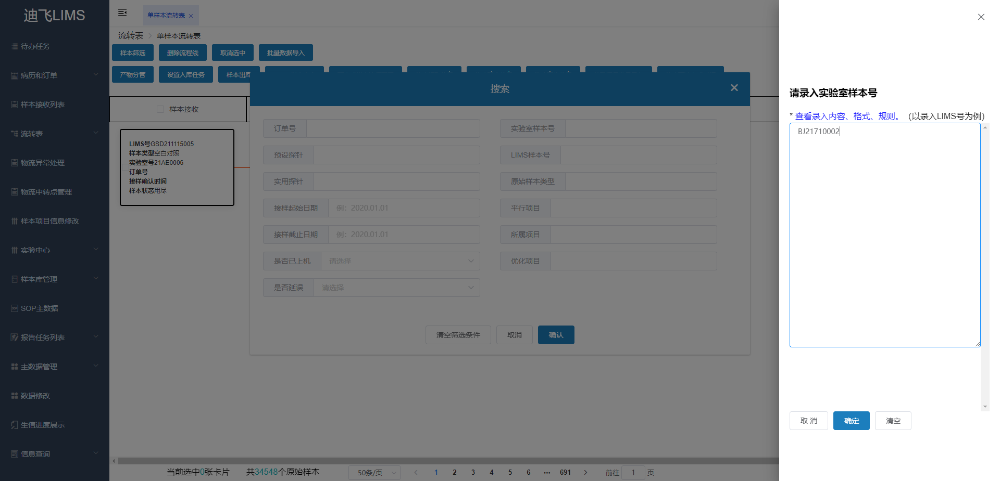 迪飞LIMS
待办任务
病历和订单
样本接收列表
流转表
物流异常处理
物流中转点管理
样本项目信息修改
实验中心
样本库管理
SOP主数据
报告任务列表
主数据管理
数据修改
生信进度展示
信息查询
单样本流转表
流转表 单样本流转表
样本筛选 删除流程线 取消选中 批量数据导入
产物分管 设置入库任务 样本出库
样本接收
LIMS号GSD211115005
样本类型空白对照
实验室号21AE0006
订单号
接样确认时间
样本状态用尽
搜索
订单号 实验室样本号
预设探针 LIMS样本号
实用探针 原始样本类型
接样起始日期 例：2020.01.01 平行项目
接样截止日期 例：2020.01.01 所属项目
是否已上机 请选择 优化项目
是否延误 请选择
清空筛选条件 取消 确认
当前选中0张卡片 共34548个原始样本 50条/页 1 2 3 4 5 6 ... 691 前往 1 页
请录入实验室样本号
* 查看录入内容、格式、规则。（以录入LIMS号为例）
BJ21710002
取 消 确定 清空